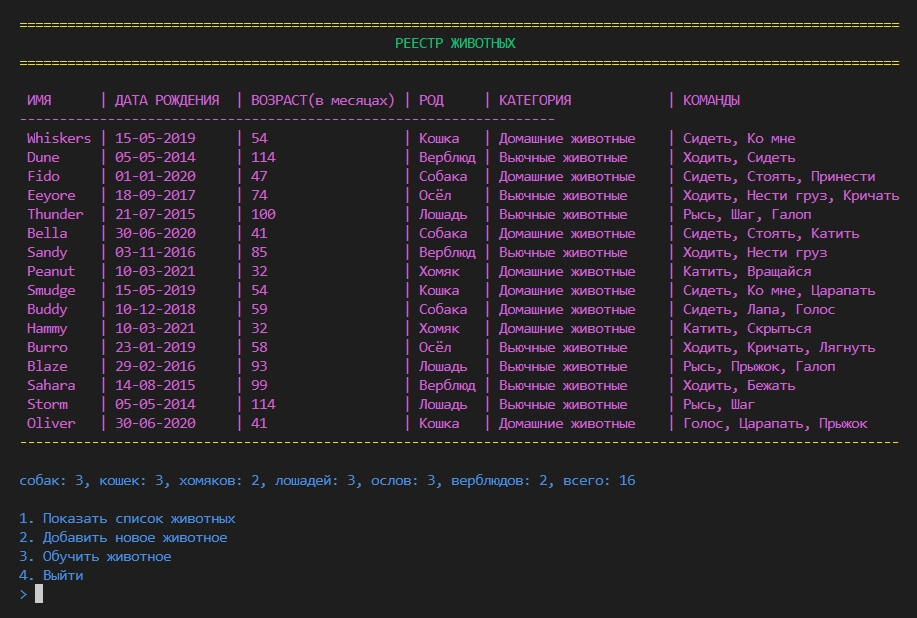 РЕЕСТР ЖИВОТНЫХ
ИМЯ | ДАТА РОЖДЕНИЯ | ВОЗРАСТ(в месяцах) | РОД | КАТЕГОРИЯ | КОМАНДЫ
Whiskers | 15-05-2019 | 54 | Кошка | Домашние животные | Сидеть, Ко мне
Dune | 05-05-2014 | 114 | Верблюд | Вьючные животные | Ходить, Сидеть
Fido | 01-01-2020 | 47 | Собака | Домашние животные | Сидеть, Стоять, Принести
Eeyore | 18-09-2017 | 74 | Осёл | Вьючные животные | Ходить, Нести груз, Кричать
Thunder | 21-07-2015 | 100 | Лошадь | Вьючные животные | Рысь, Шаг, Галоп
Bella | 30-06-2020 | 41 | Собака | Домашние животные | Сидеть, Стоять, Катить
Sandy | 03-11-2016 | 85 | Верблюд | Вьючные животные | Ходить, Нести груз
Peanut | 10-03-2021 | 32 | Хомяк | Домашние животные | Катить, Вращайся
Smudge | 15-05-2019 | 54 | Кошка | Домашние животные | Сидеть, Ко мне, Царапать
Buddy | 10-12-2018 | 59 | Собака | Домашние животные | Сидеть, Лапа, Голос
Hammy | 10-03-2021 | 32 | Хомяк | Домашние животные | Катить, Скрыться
Burro | 23-01-2019 | 58 | Осёл | Вьючные животные | Ходить, Кричать, Лягнуть
Blaze | 29-02-2016 | 93 | Лошадь | Вьючные животные | Рысь, Прыжок, Галоп
Sahara | 14-08-2015 | 99 | Верблюд | Вьючные животные | Ходить, Бежать
Storm | 05-05-2014 | 114 | Лошадь | Вьючные животные | Рысь, Шаг
Oliver | 30-06-2020 | 41 | Кошка | Домашние животные | Голос, Царапать, Прыжок
собак: 3, кошек: 3, хомяков: 2, лошадей: 3, ослов: 3, верблюдов: 2, всего: 16
1. Показать список животных
2. Добавить новое животное
3. Обучить животное
4. Выйти
>